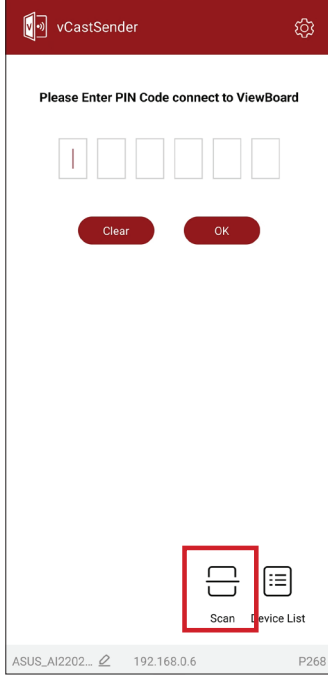 vCastSender
Please Enter PIN Code connect to ViewBoard
Clear OK
Scan Device List
ASUS_AI2202... 192.168.0.6 P268